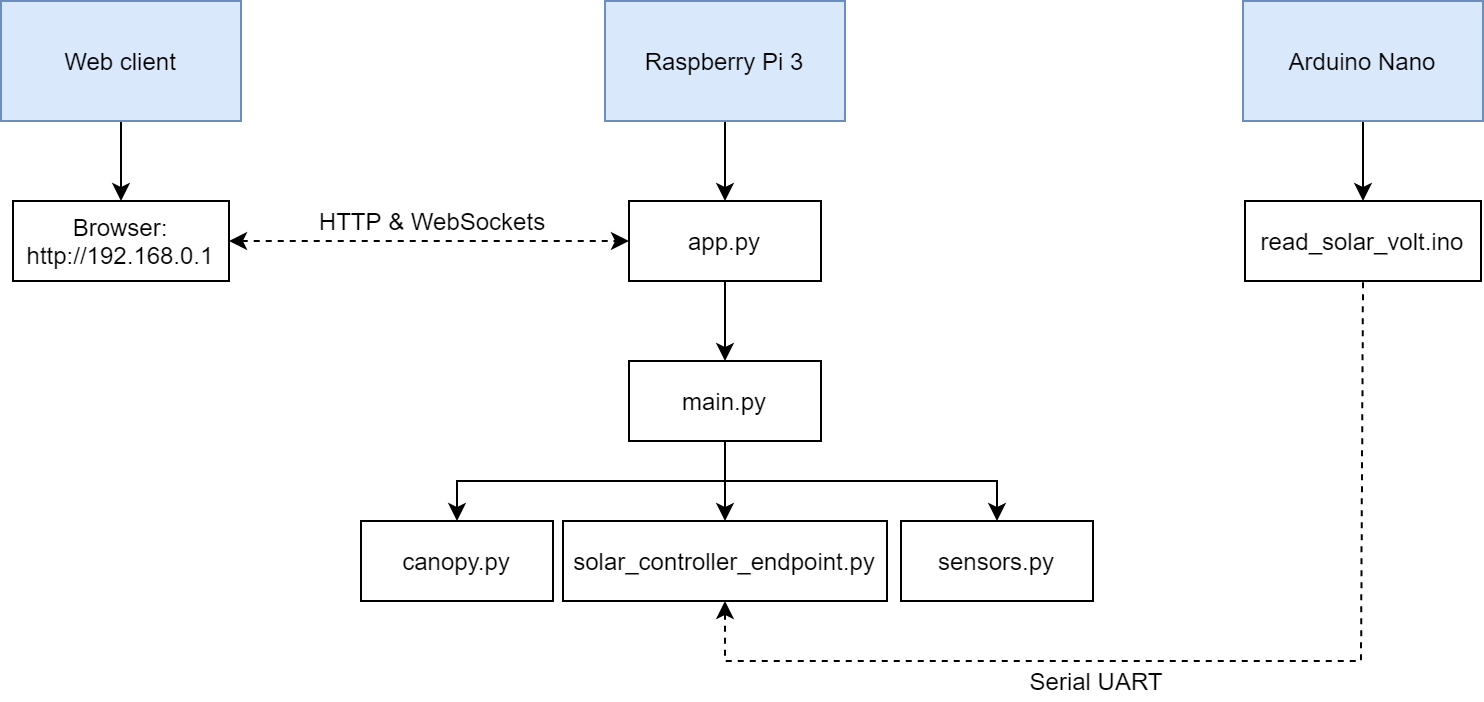 Web client
Raspberry Pi 3
Arduino Nano
Browser:
http://192.168.0.1
HTTP & WebSockets
app.py
read_solar_volt.ino
main.py
canopy.py
solar_controller_endpoint.py
sensors.py
Serial UART